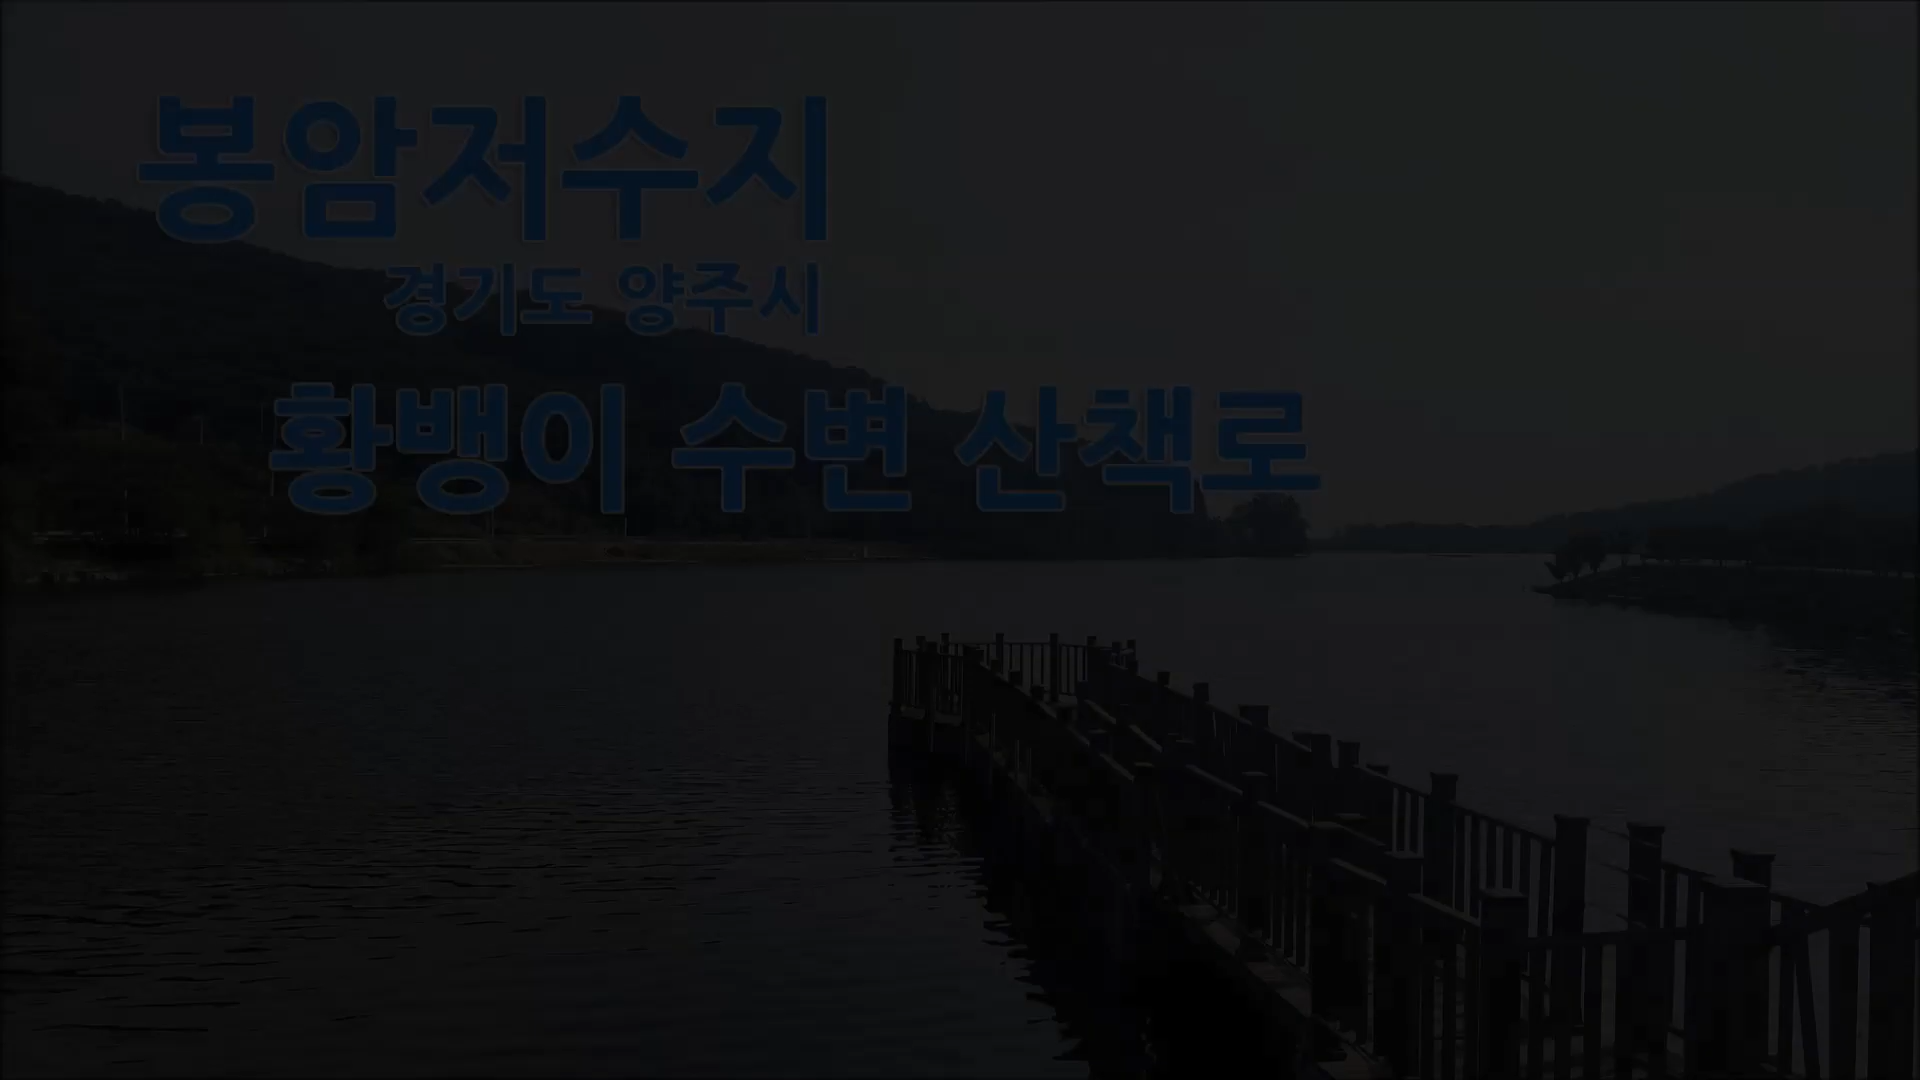 봉암저수지
경기도 양주시
황뱅이 수변 산책로